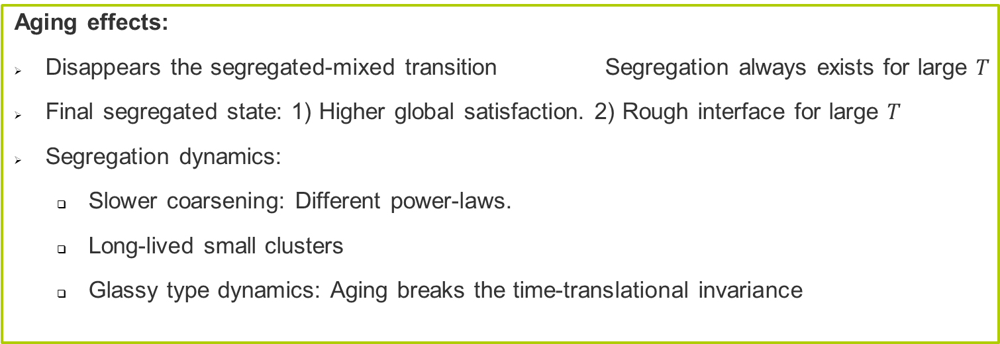 Aging effects:
Disappears the segregated-mixed transition Segregation always exists for large T
Final segregated state: 1) Higher global satisfaction. 2) Rough interface for large T
Segregation dynamics:
Slower coarsening: Different power-laws.
Long-lived small clusters
Glassy type dynamics: Aging breaks the time-translational invariance